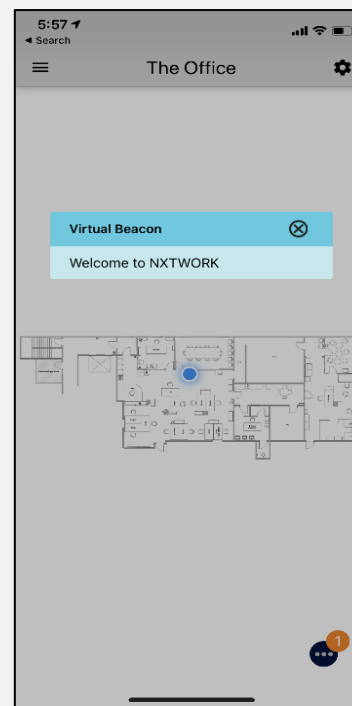 5:57
◄ Search
The Office
Virtual Beacon
Welcome to NXTWORK
1